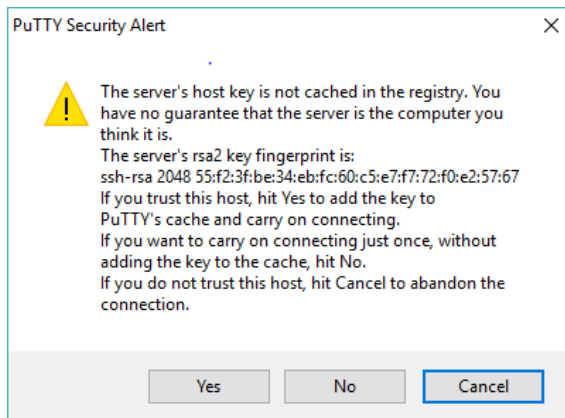 PuTTY Security Alert
The server's host key is not cached in the registry. You
have no guarantee that the server is the computer you
think it is.
The server's rsa2 key fingerprint is:
ssh-rsa 2048 55:f2:3f:be:34:eb:fc:60:c5:e7:f7:72:f0:e2:57:67
If you trust this host, hit Yes to add the key to
PuTTY's cache and carry on connecting.
If you want to carry on connecting just once, without
adding the key to the cache, hit No.
If you do not trust this host, hit Cancel to abandon the
connection.
Yes No Cancel